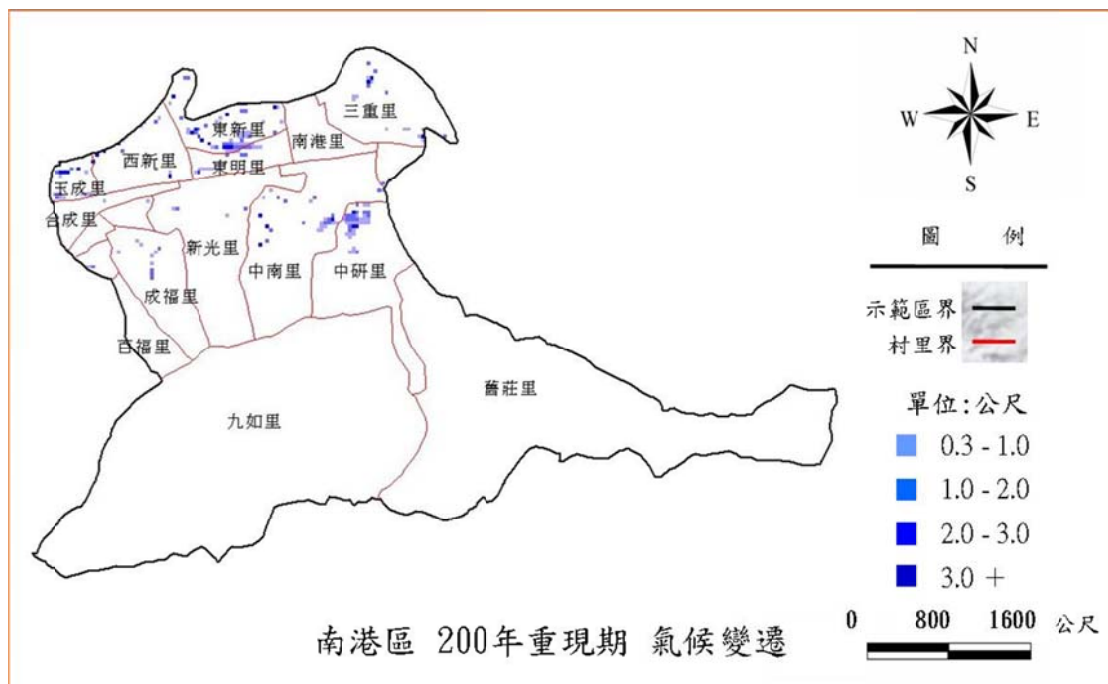 N
W
E
S
三重里
東新里
南港里
西新里
東明里
玉成里
合成里
新光里
中南里
中研里
成福里
百福里
九如里
舊莊里
圖 例
示範區界
村里界
單位:公尺
0.3 - 1.0
1.0 - 2.0
2.0 - 3.0
3.0 +
0 800 1600 公尺
南港區 200年重現期 氣候變遷